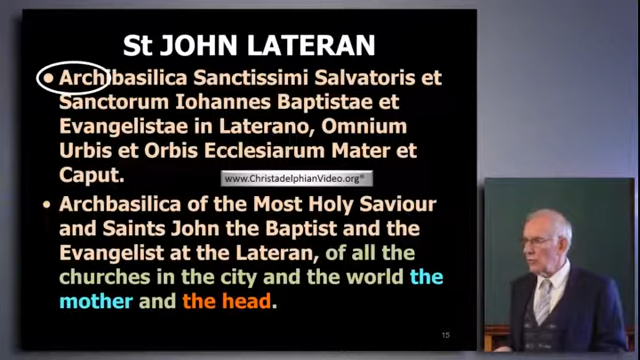 St JOHN LATERAN
• Archibasilica Sanctissimi Salvatoris et
Sanctorum Iohannes Baptistae et
Evangelistae in Laterano, Omnium
Urbis et Orbis Ecclesiarum Mater et
Caput.
www.ChristadelphianVideo.org®
• Archbasilica of the Most Holy Saviour
and Saints John the Baptist and the
Evangelist at the Lateran, of all the
churches in the city and the world the
mother and the head.
15